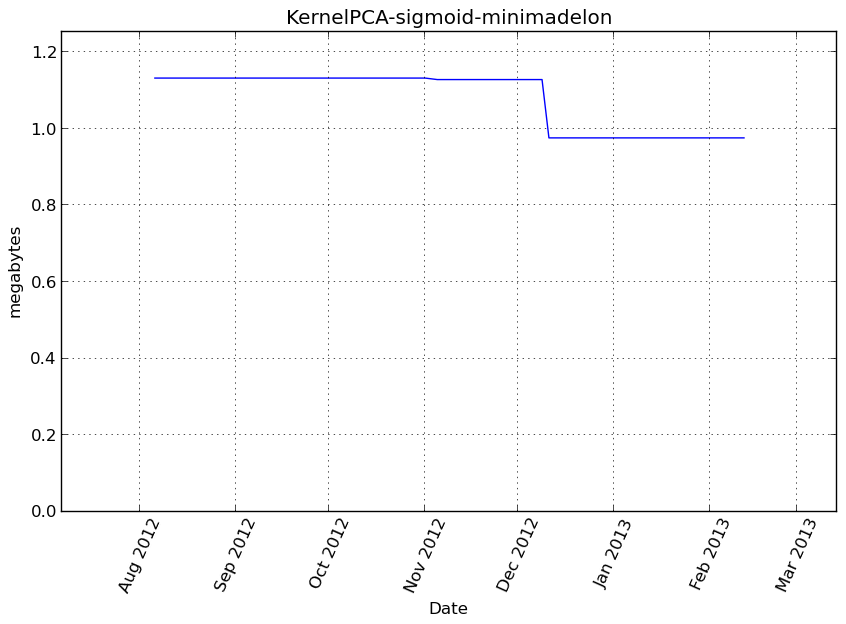 KernelPCA-sigmoid-minimadelon
1.2
1.0
0.8
0.6
0.4
0.2
0.0
megabytes
Aug 2012
Sep 2012
Oct 2012
Nov 2012
Dec 2012
Jan 2013
Feb 2013
Mar 2013
Date